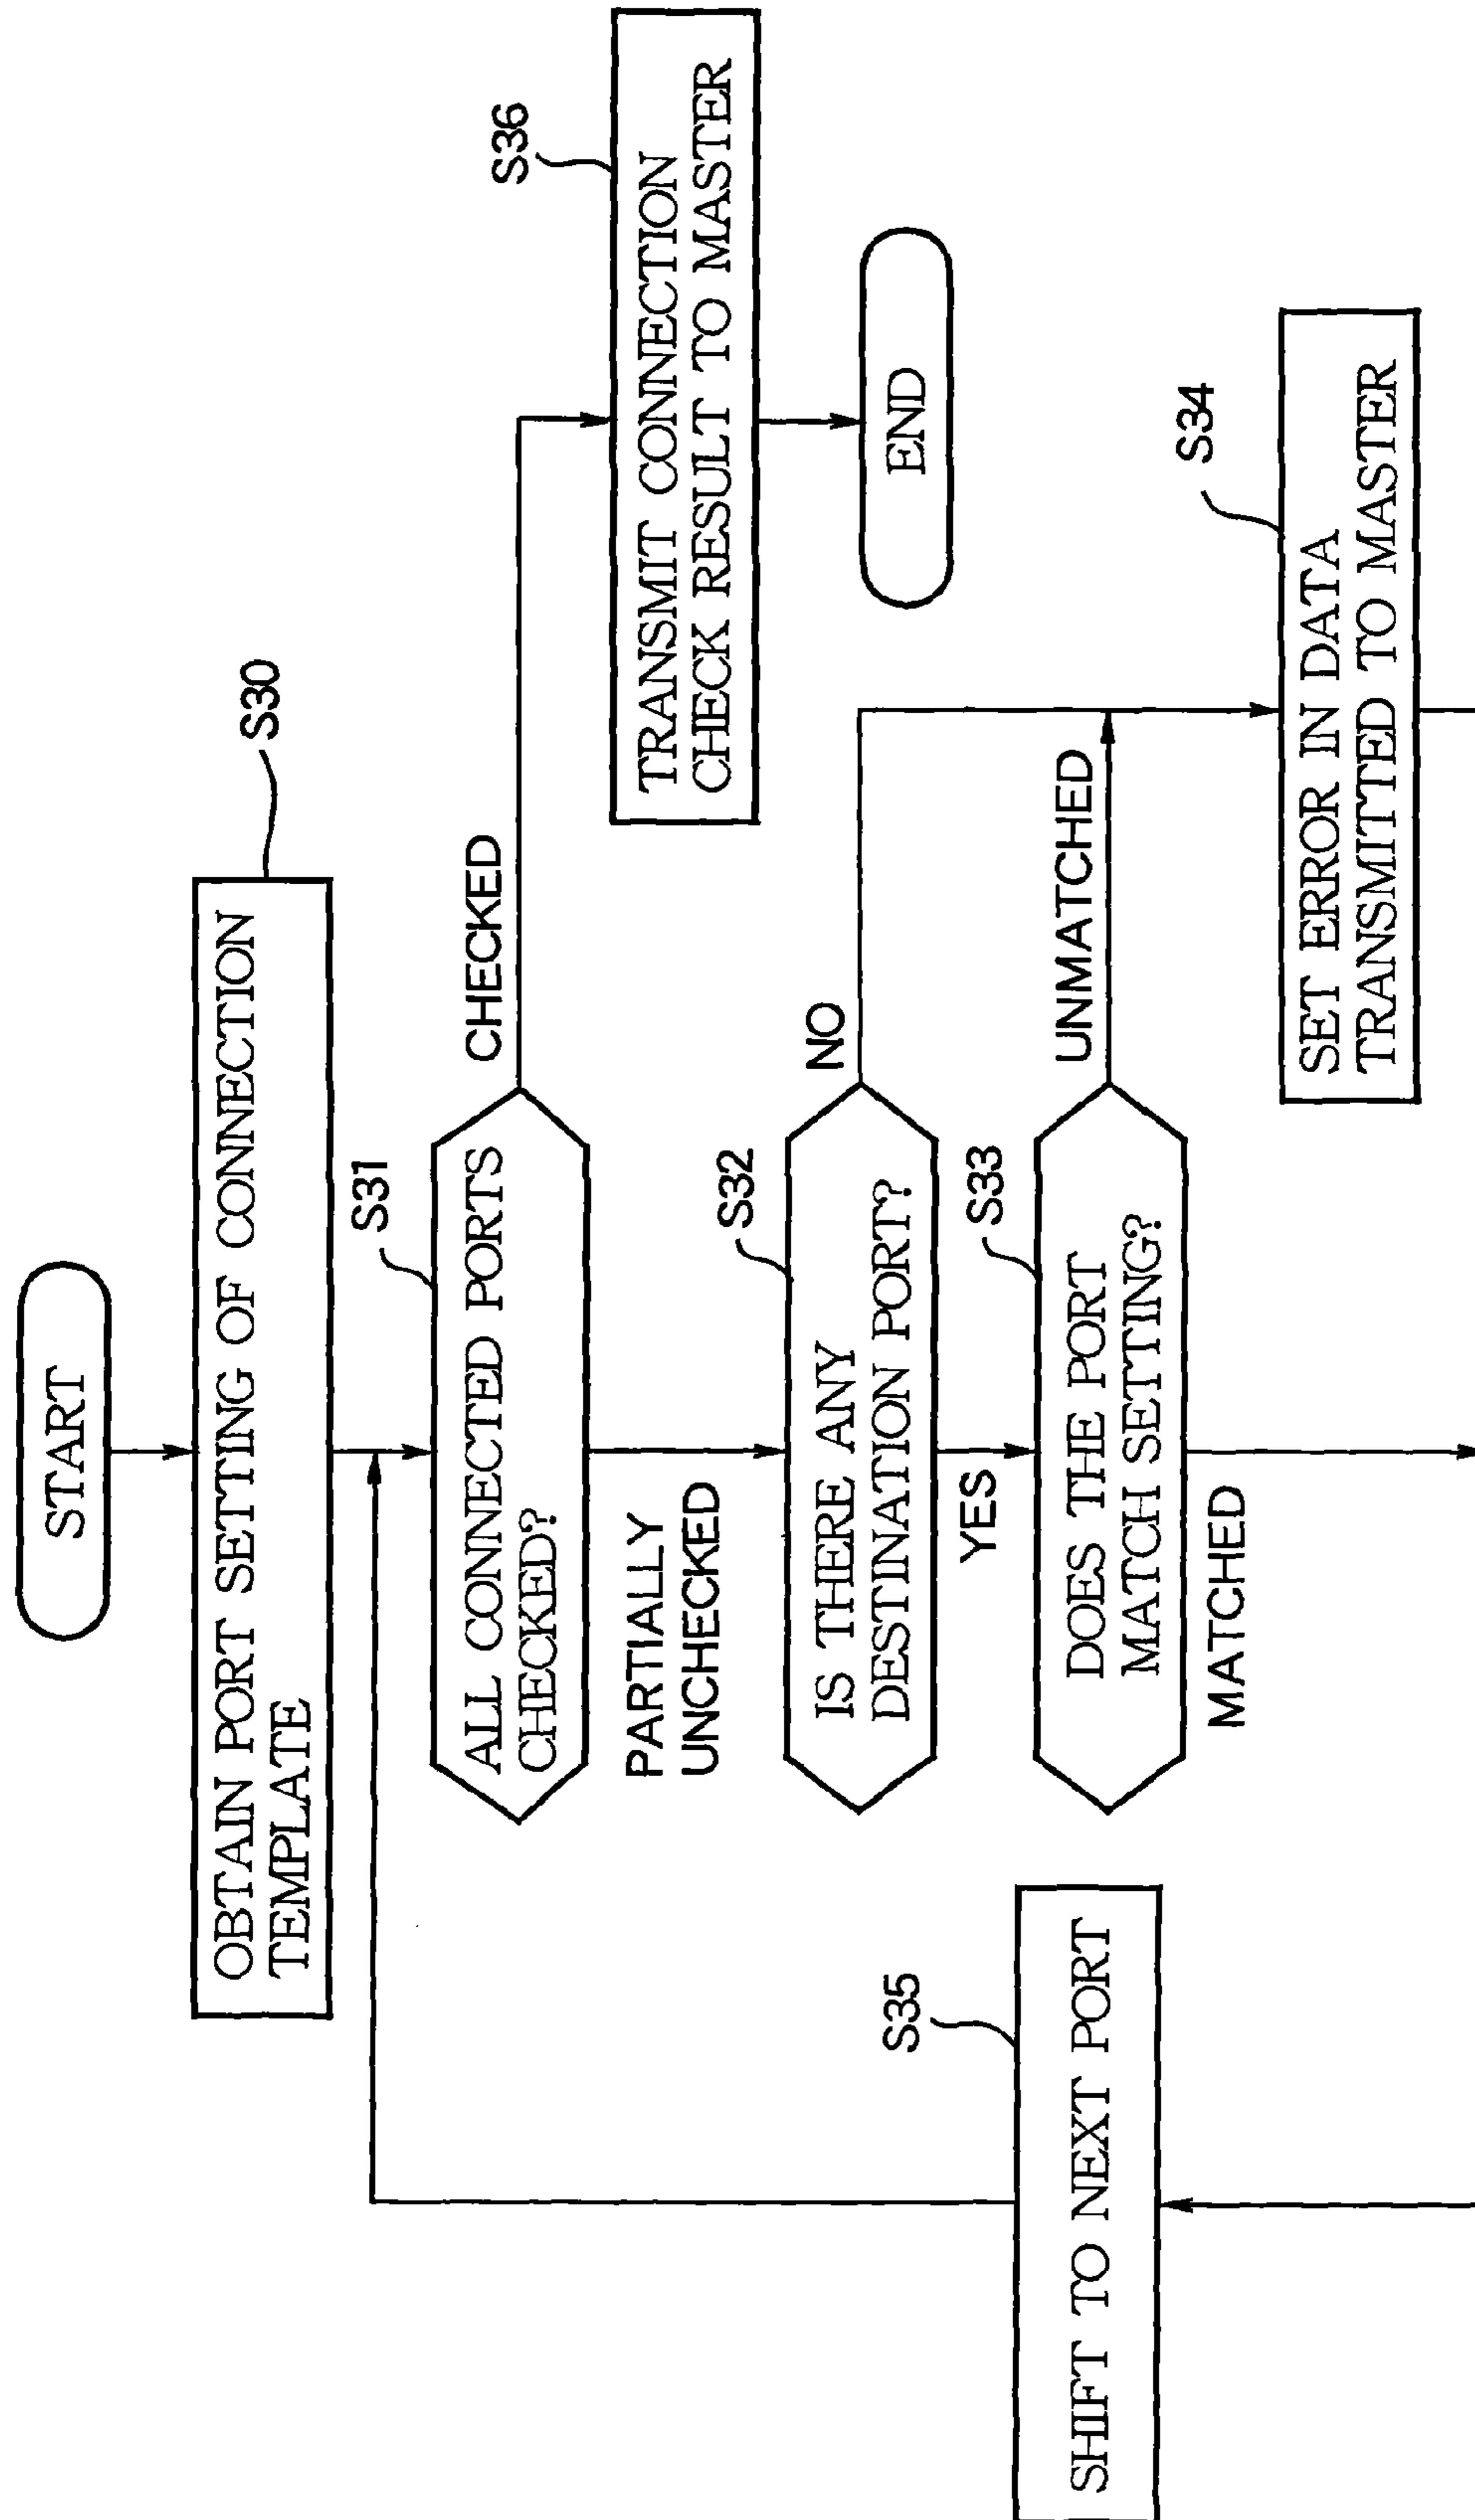 START
S30
OBTAIN PORT SETTING OF CONNECTION
TEMPLATE
S31
ALL CONNECTED PORTS
CHECKED?
CHECKED
PARTIALLY
UNCHECKED
S36
TRANSMIT CONNECTION
CHECK RESULT TO MASTER
END
S32
IS THERE ANY
DESTINATION PORT?
NO
YES
S33
DOES THE PORT
MATCH SETTING?
UNMATCHED
MATCHED
S34
SET ERROR IN DATA
TRANSMITTED TO MASTER
S35
SHIFT TO NEXT PORT